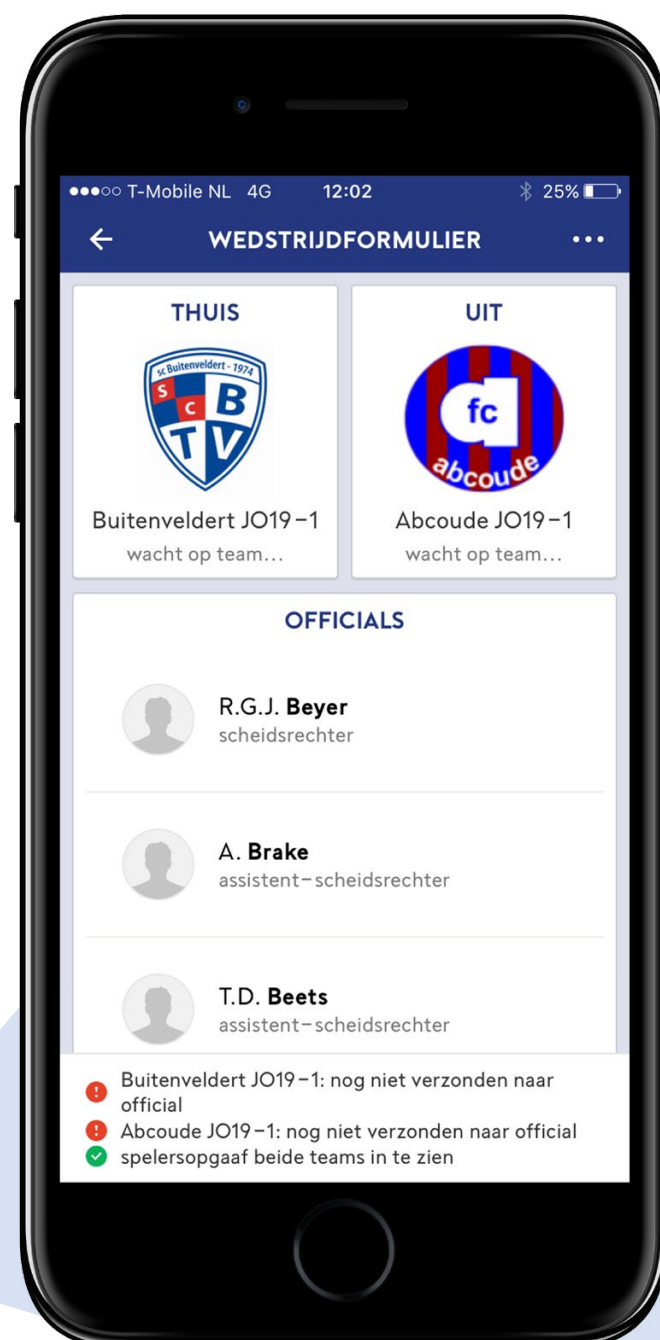 T-Mobile NL 4G 12:02 25%
WEDSTRIJDFORMULIER
THUIS
sc Buitenveldert - 1974
S
C B
T V
Buitenveldert JO19-1
wacht op team...
UIT
fc
a
abcoude
Abcoude JO19-1
wacht op team...
OFFICIALS
R.G.J. Beyer
scheidsrechter
A. Brake
assistent-scheidsrechter
T.D. Beets
assistent-scheidsrechter
Buitenveldert JO19-1: nog niet verzonden naar
official
Abcoude JO19-1: nog niet verzonden naar official
spelersopgaaf beide teams in te zien